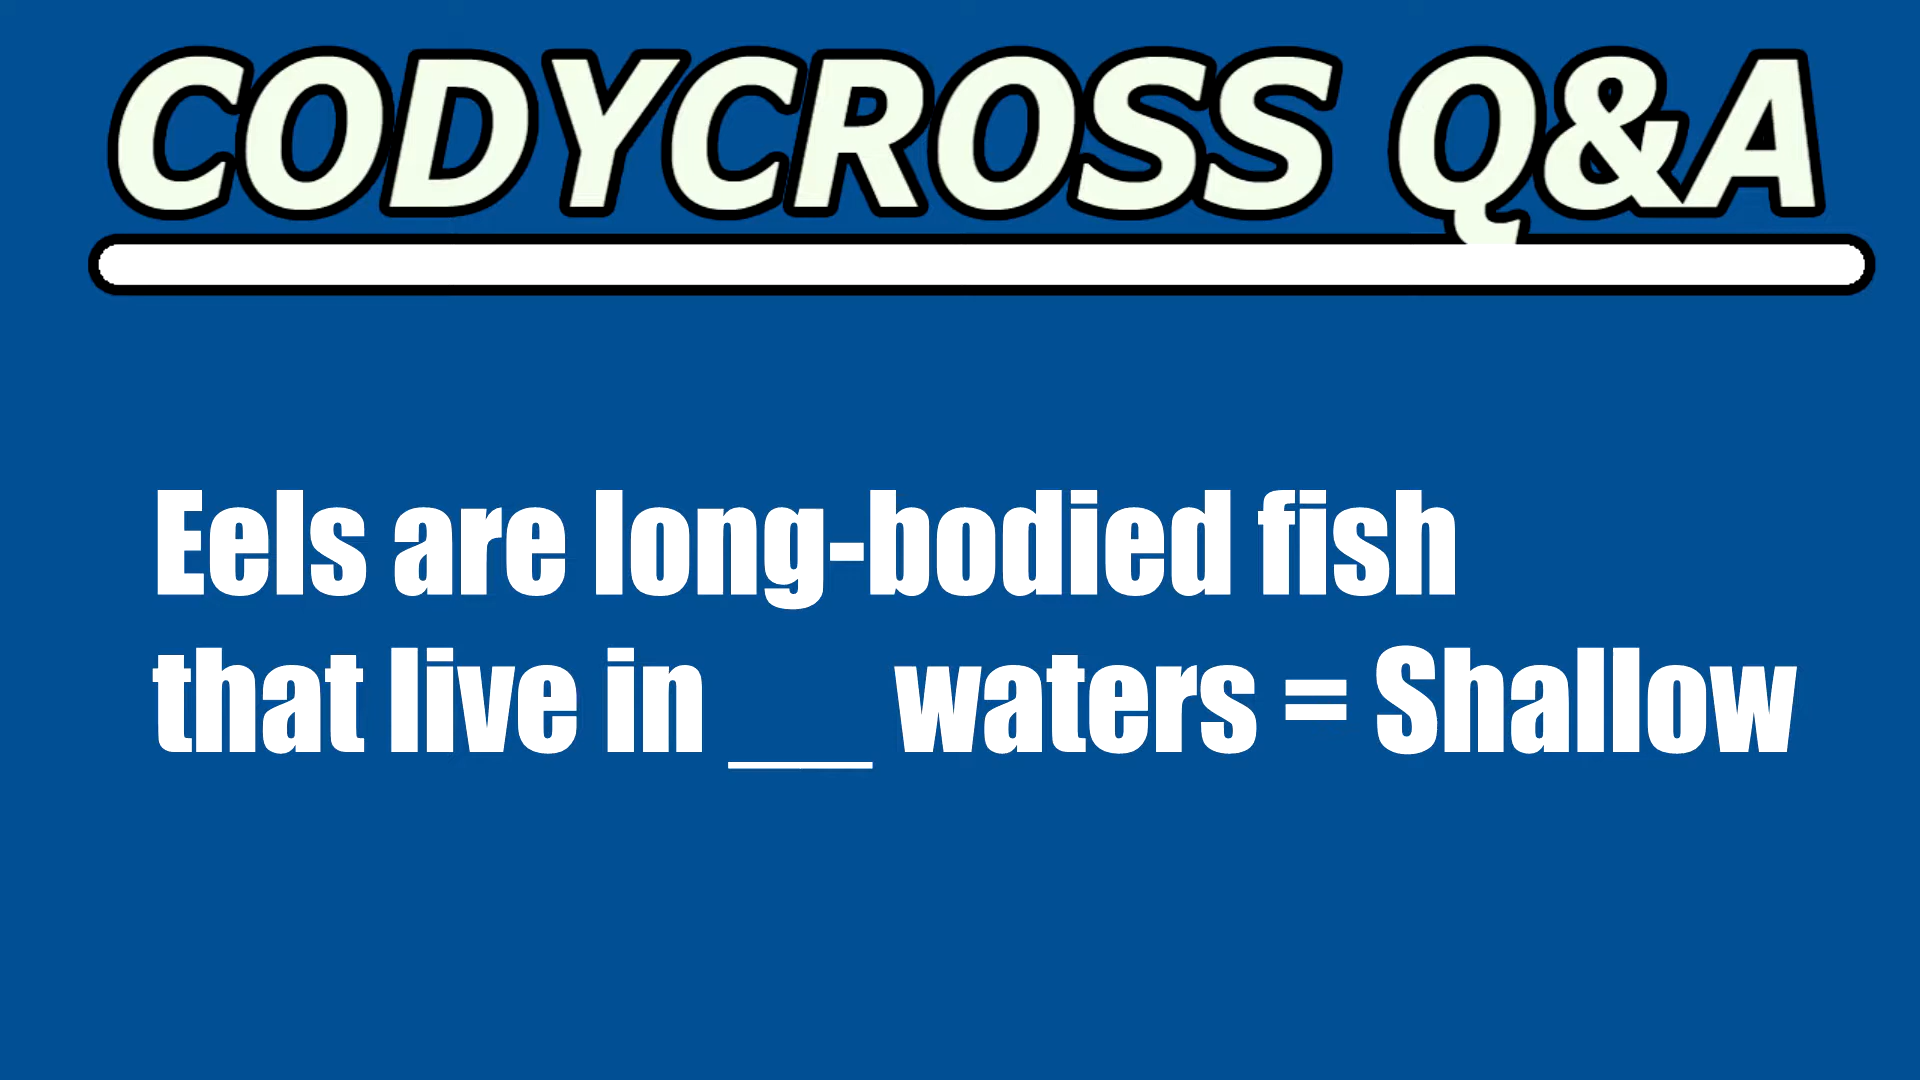 CODYCROSS Q&A
Eels are long-bodied fish
that live in __ waters = Shallow